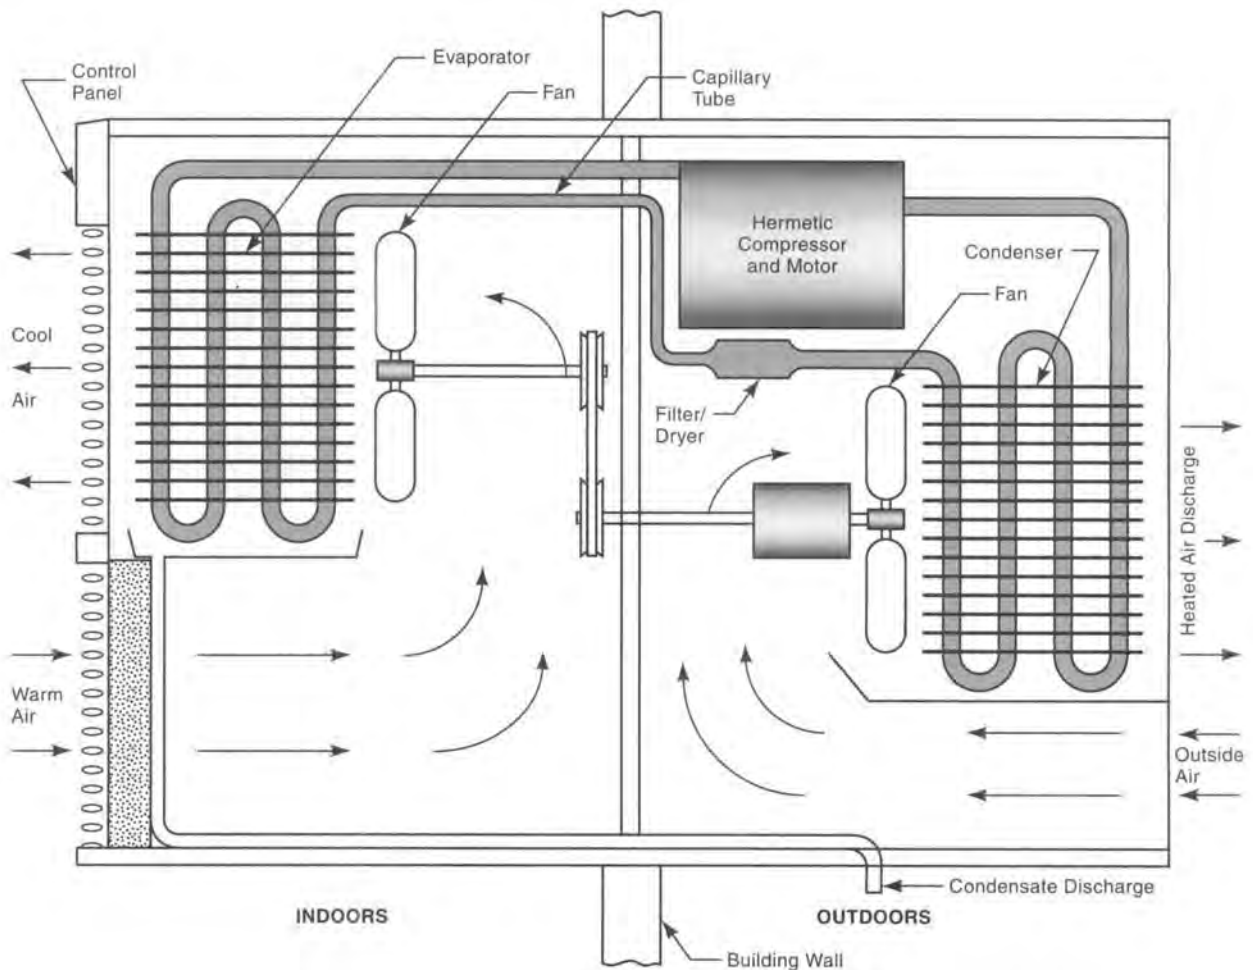 Evaporator
Control
Panel
Fan
Capillary
Tube
Hermetic
Compressor
and Motor
Condenser
Fan
Cool
Air
Filter/
Dryer
Heated Air Discharge
Warm
Air
Outside
Air
Condensate Discharge
INDOORS
OUTDOORS
Building Wall